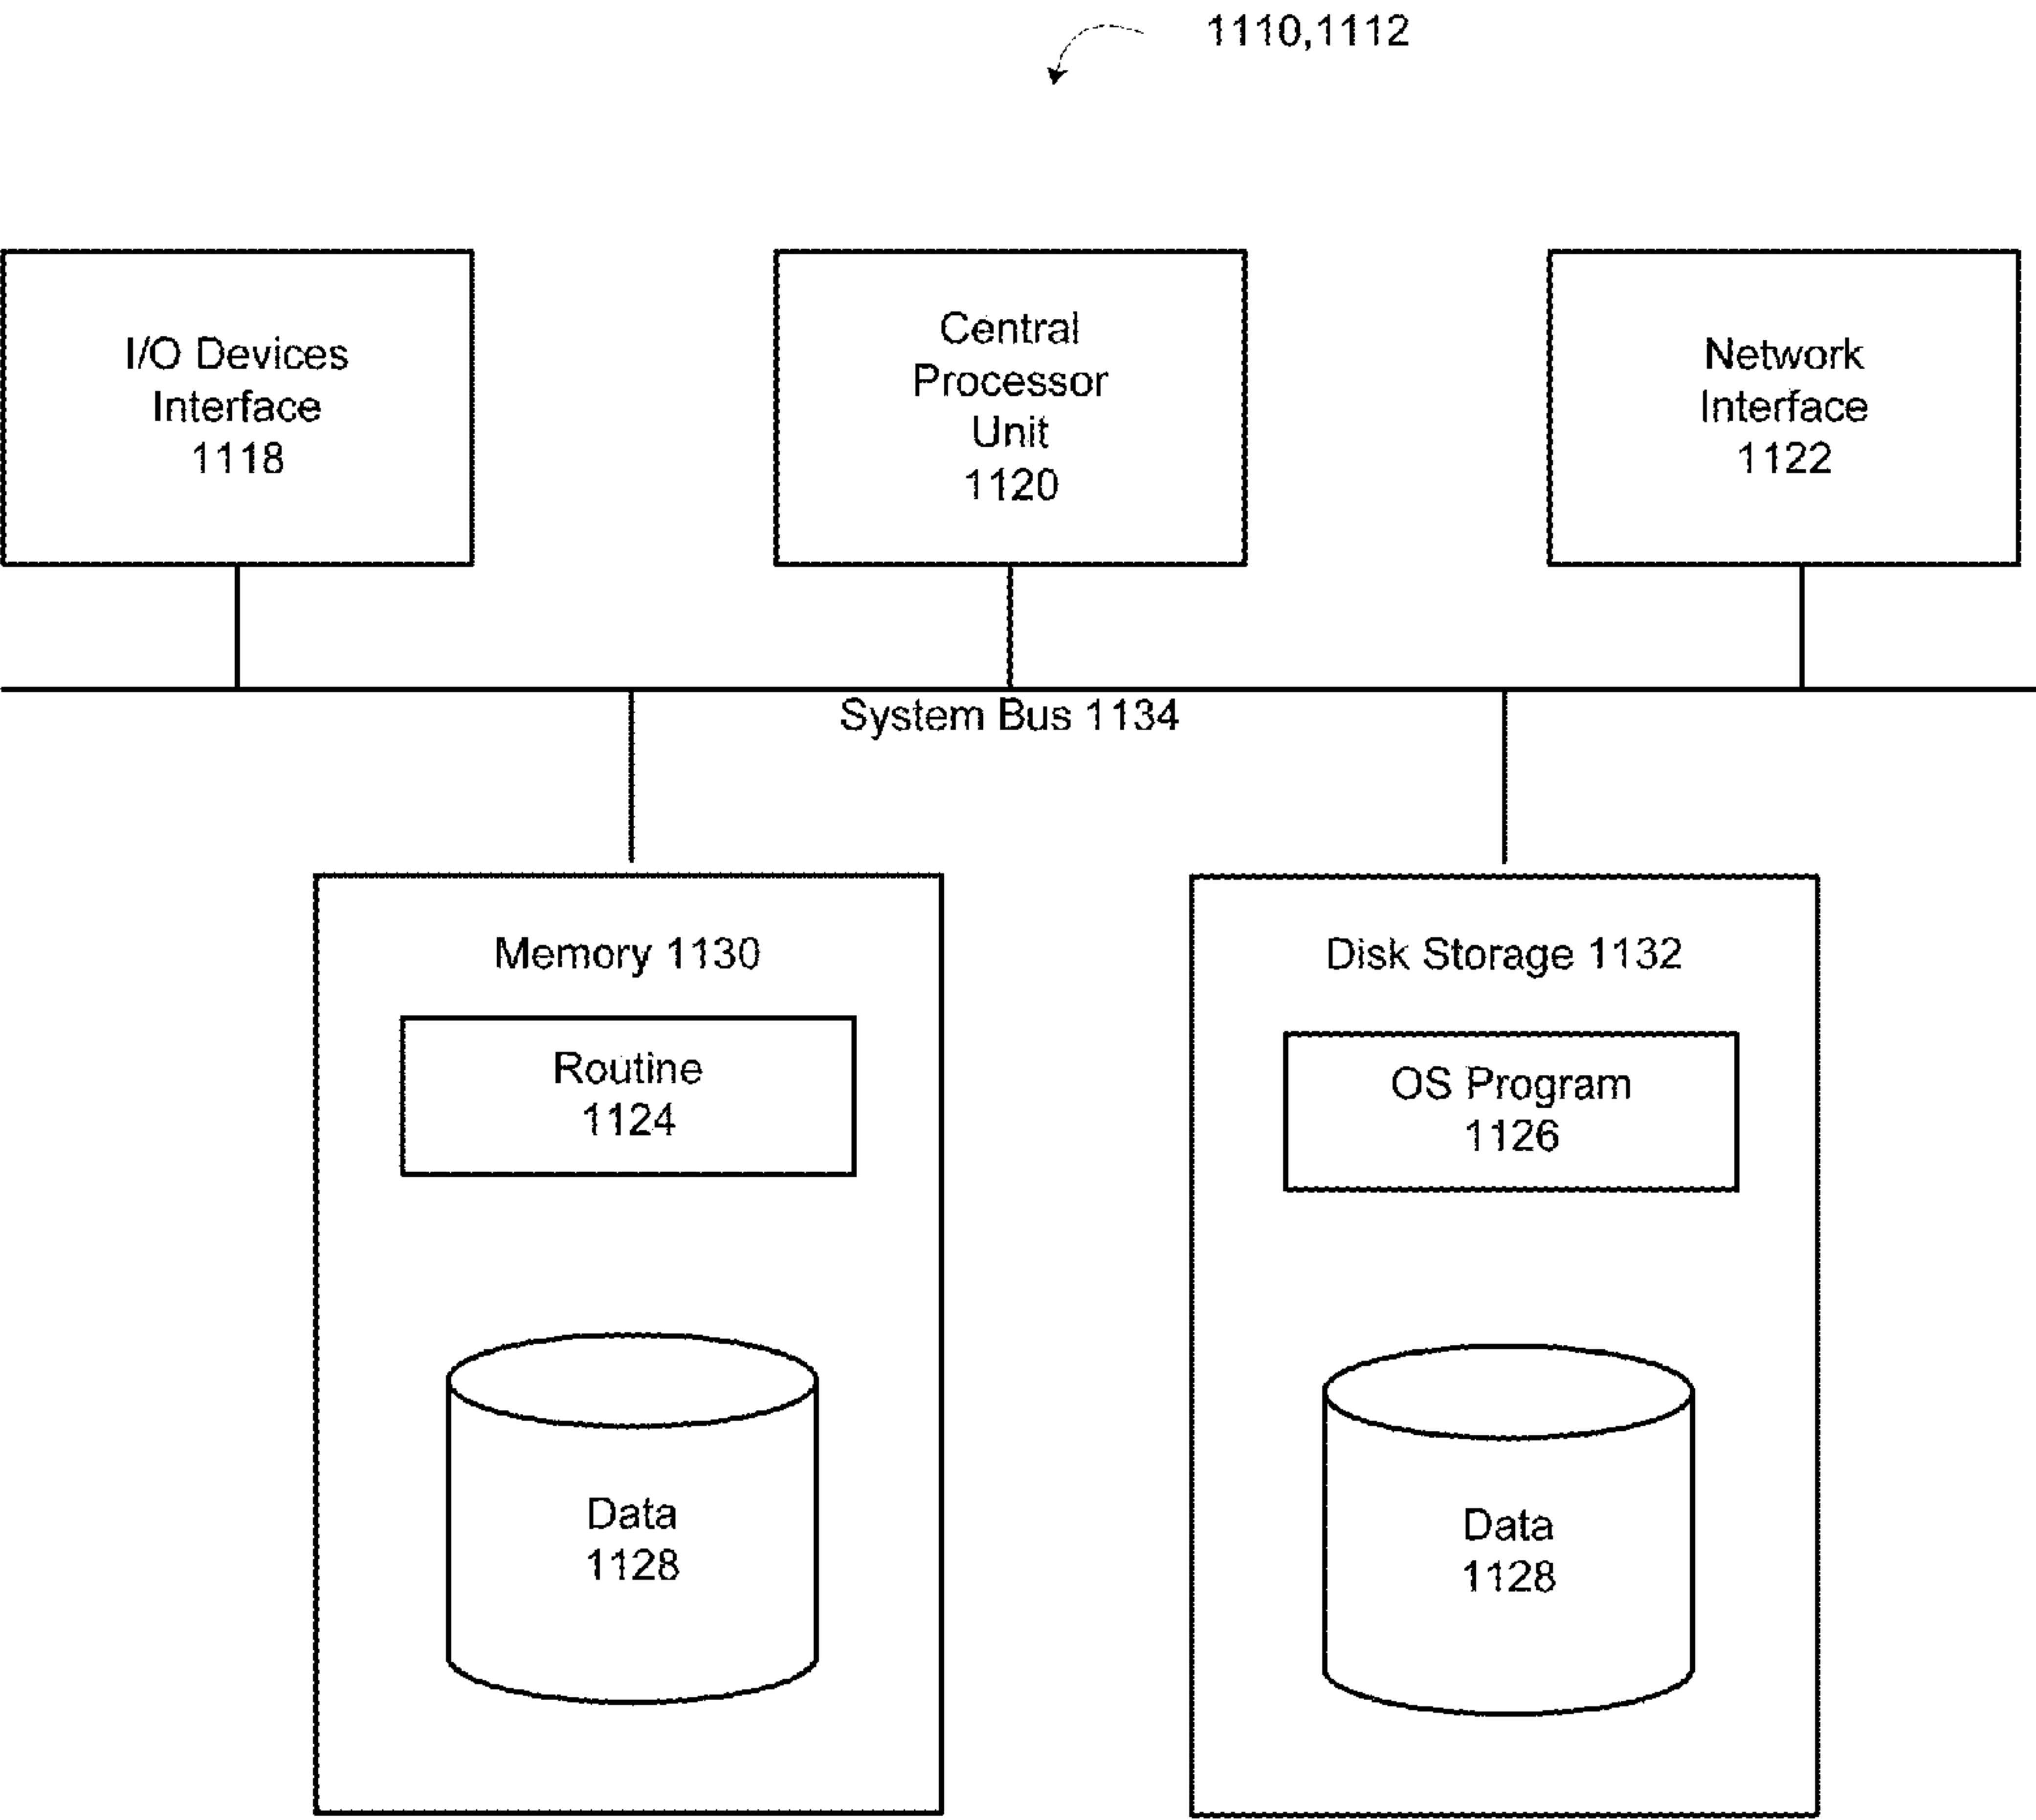 1110,1112
I/O Devices
Interface
1118
Central
Processor
Unit
1120
Network
Interface
1122
System Bus 1134
Memory 1130
Routine
1124
Data
1128
Disk Storage 1132
OS Program
1126
Data
1128